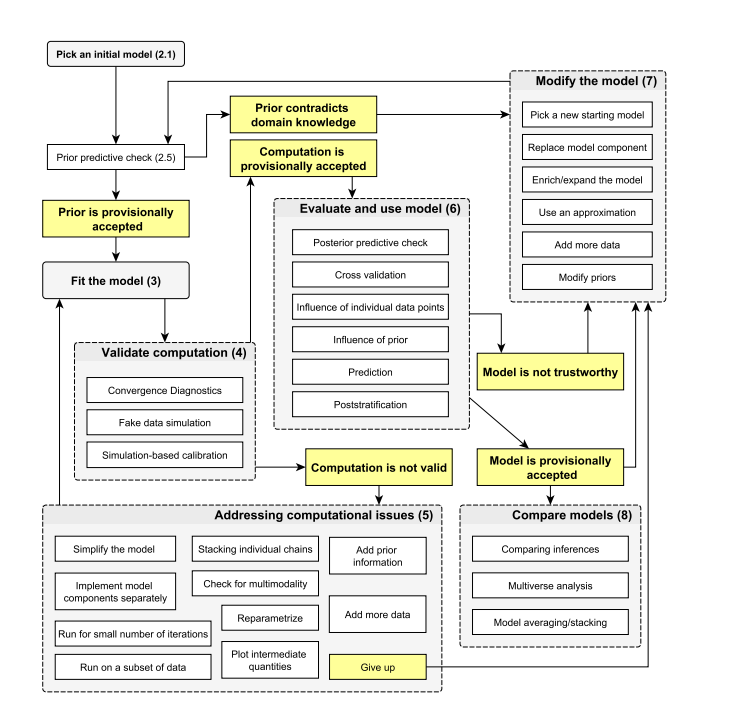 Pick an initial model (2.1)
Prior predictive check (2.5)
Prior is provisionally
accepted
Fit the model (3)
Prior contradicts
domain knowledge
Computation is
provisionally accepted
Modify the model (7)
Pick a new starting model
Replace model component
Enrich/expand the model
Use an approximation
Add more data
Modify priors
Evaluate and use model (6)
Posterior predictive check
Cross validation
Influence of individual data points
Influence of prior
Prediction
Poststratification
Validate computation (4)
Convergence Diagnostics
Fake data simulation
Simulation-based calibration
Model is not trustworthy
Computation is not valid
Model is provisionally
accepted
Addressing computational issues (5)
Simplify the model
Implement model
components separately
Run for small number of iterations
Run on a subset of data
Stacking individual chains
Check for multimodality
Reparametrize
Plot intermediate
quantities
Add prior
information
Add more data
Give up
Compare models (8)
Comparing inferences
Multiverse analysis
Model averaging/stacking